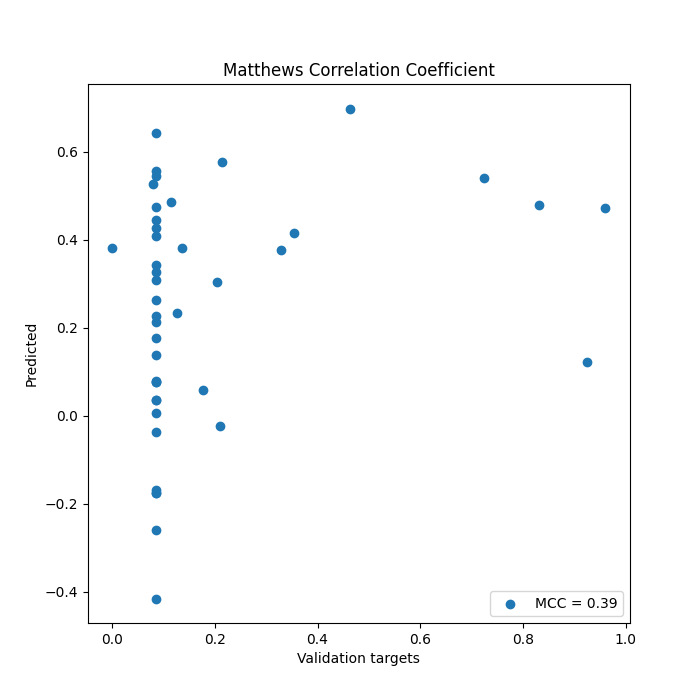 Matthews Correlation Coefficient
0.6
0.4
0.2
0.0
−0.2
−0.4
Predicted
MCC = 0.39
0.0 0.2 0.4 0.6 0.8 1.0
Validation targets